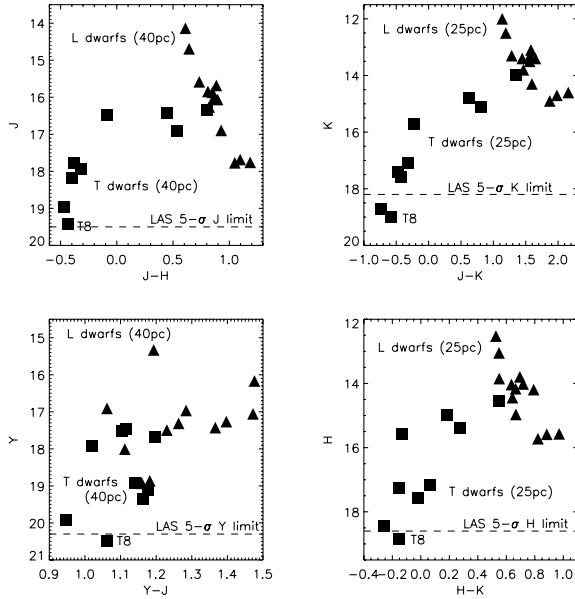 14
15
16
17
18
19
20
J
L dwarfs (40pc)
T dwarfs (40pc)
LAS 5-σ J limit
T8
-0.5 0.0 0.5 1.0
J-H
12
14
16
18
20
K
L dwarfs (25pc)
T dwarfs (25pc)
LAS 5-σ K limit
T8
-1.0 -0.5 0.0 0.5 1.0 1.5 2.0
J-K
15
16
17
18
19
20
21
Y
L dwarfs (40pc)
T dwarfs
(40pc)
LAS 5-σ Y limit
T8
0.9 1.0 1.1 1.2 1.3 1.4 1.5
Y-J
12
14
16
18
H
L dwarfs (25pc)
T dwarfs (25pc)
LAS 5-σ H limit
T8
-0.4-0.2 0.0 0.2 0.4 0.6 0.8 1.0
H-K